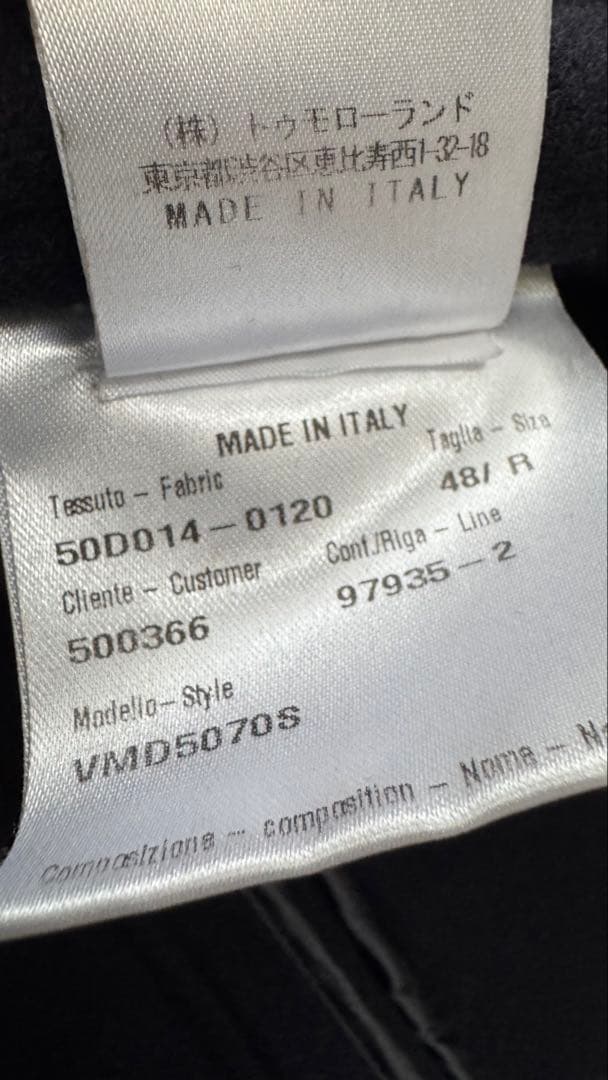 (株) トゥモローランド
東京都渋谷区恵比寿西1-32-18
MADE IN ITALY
MADE IN ITALY
Tessuto - Fabric
50D014-0120
Taglia - Size
48/ R
Cliente - Customer
500366
Conf./Riga - Line
97935-2
Modello-Style
VMD5070S
Composizione - composition - Nome - N